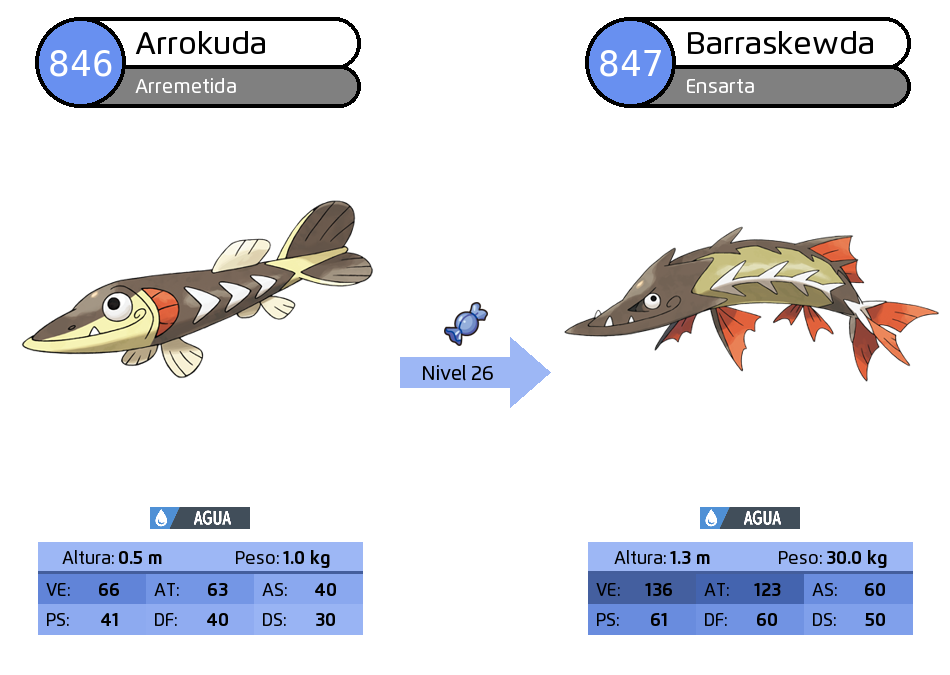 846 Arrokuda
Arremetida
847 Barraskewda
Ensarta
Nivel 26
AGUA
Altura: 0.5 m Peso: 1.0 kg
VE: 66 AT: 63 AS: 40
PS: 41 DF: 40 DS: 30
AGUA
Altura: 1.3 m Peso: 30.0 kg
VE: 136 AT: 123 AS: 60
PS: 61 DF: 60 DS: 50